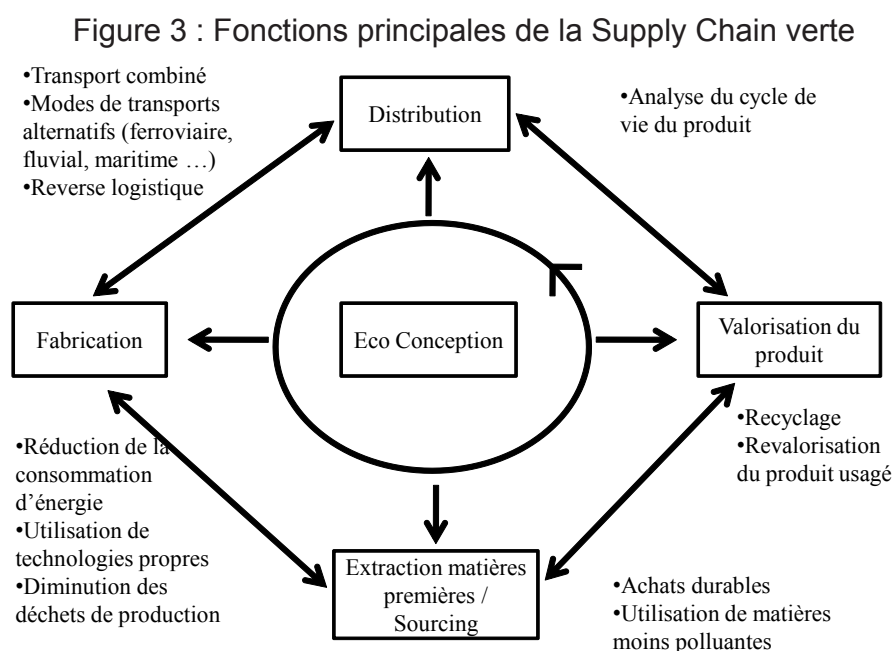 Figure 3 : Fonctions principales de la Supply Chain verte
•Transport combiné
•Modes de transports
alternatifs (ferroviaire,
fluvial, maritime …)
•Reverse logistique
Distribution
•Analyse du cycle de
vie du produit
Fabrication
Eco Conception
Valorisation du
produit
•Réduction de la
consommation
d’énergie
•Utilisation de
technologies propres
•Diminution des
déchets de production
•Recyclage
•Revalorisation
du produit usagé
Extraction matières
premières /
Sourcing
•Achats durables
•Utilisation de matières
moins polluantes